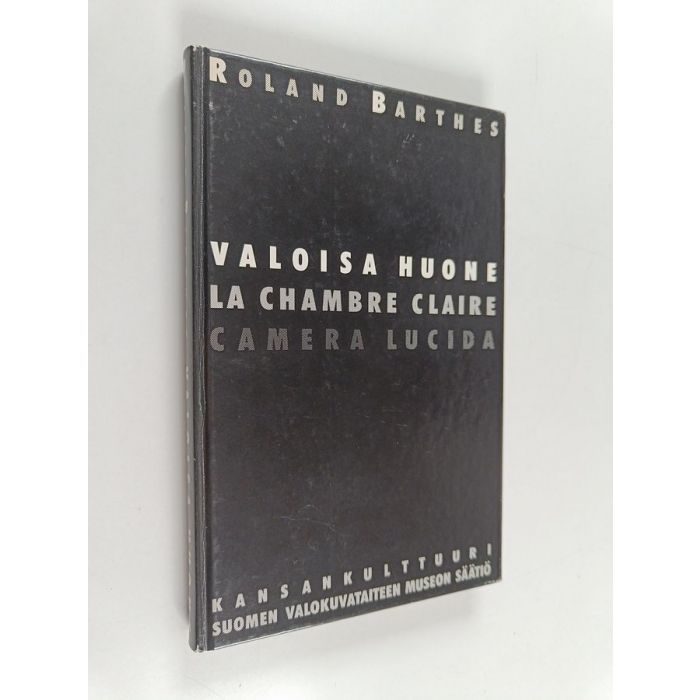 ROLAND BARTHES
VALOISA HUONE
LA CHAMBRE CLAIRE
CAMERA LUCIDA
KANSANKULTTUURI
SUOMEN VALOKUVATAITEEN MUSEON SÄÄTIÖ